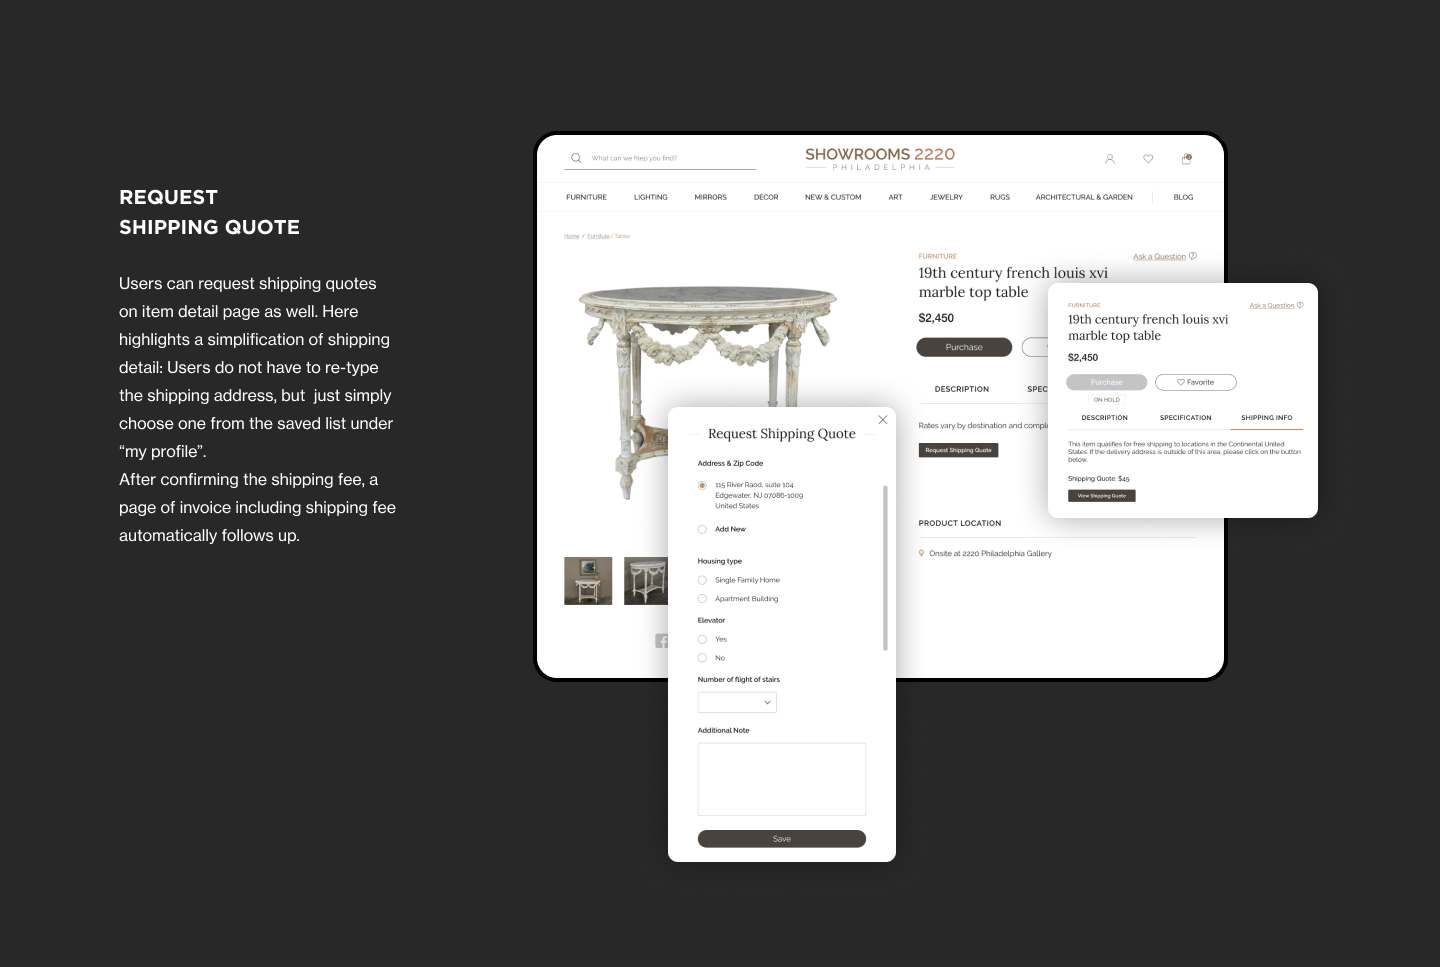 REQUEST
SHIPPING QUOTE
Users can request shipping quotes
on item detail page as well. Here
highlights a simplification of shipping
detail: Users do not have to re-type
the shipping address, but  just simply
choose one from the saved list under
“my profile”.
After confirming the shipping fee, a
page of invoice including shipping fee
automatically follows up.
What can we hlep you find?
SHOWROOMS 2220
PHILADELPHIA
FURNITURE LIGHTING MIRRORS DÉCOR NEW & CUSTOM ART JEWELRY RUGS ARCHITECTURAL & GARDEN BLOG
Home / Furniture / Tables
FURNITURE
Ask a Question
19th century french louis xvi
marble top table
$2,450
Purchase
DESCRIPTION SPEC
Rates vary by destination and comple
Request Shipping Quote
PRODUCT LOCATION
Onsite at 2220 Philadelphia Gallery
Request Shipping Quote
Address & Zip Code
115 River Raod, suite 104
Edgewater, NJ 07086-1009
United States
Add New
Housing type
Single Family Home
Apartment Building
Elevator
Yes
No
Number of flight of stairs
Additional Note
Save
FURNITURE
Ask a Question
19th century french louis xvi
marble top table
$2,450
Purchase
Favorite
ON HOLD
DESCRIPTION SPECIFICATION SHIPPING INFO
This item qualifies for free shipping to locations in the Continental United
States. If the delivery address is outside of this area, please click on the button
below.
Shipping Quote: $45
View Shipping Quote